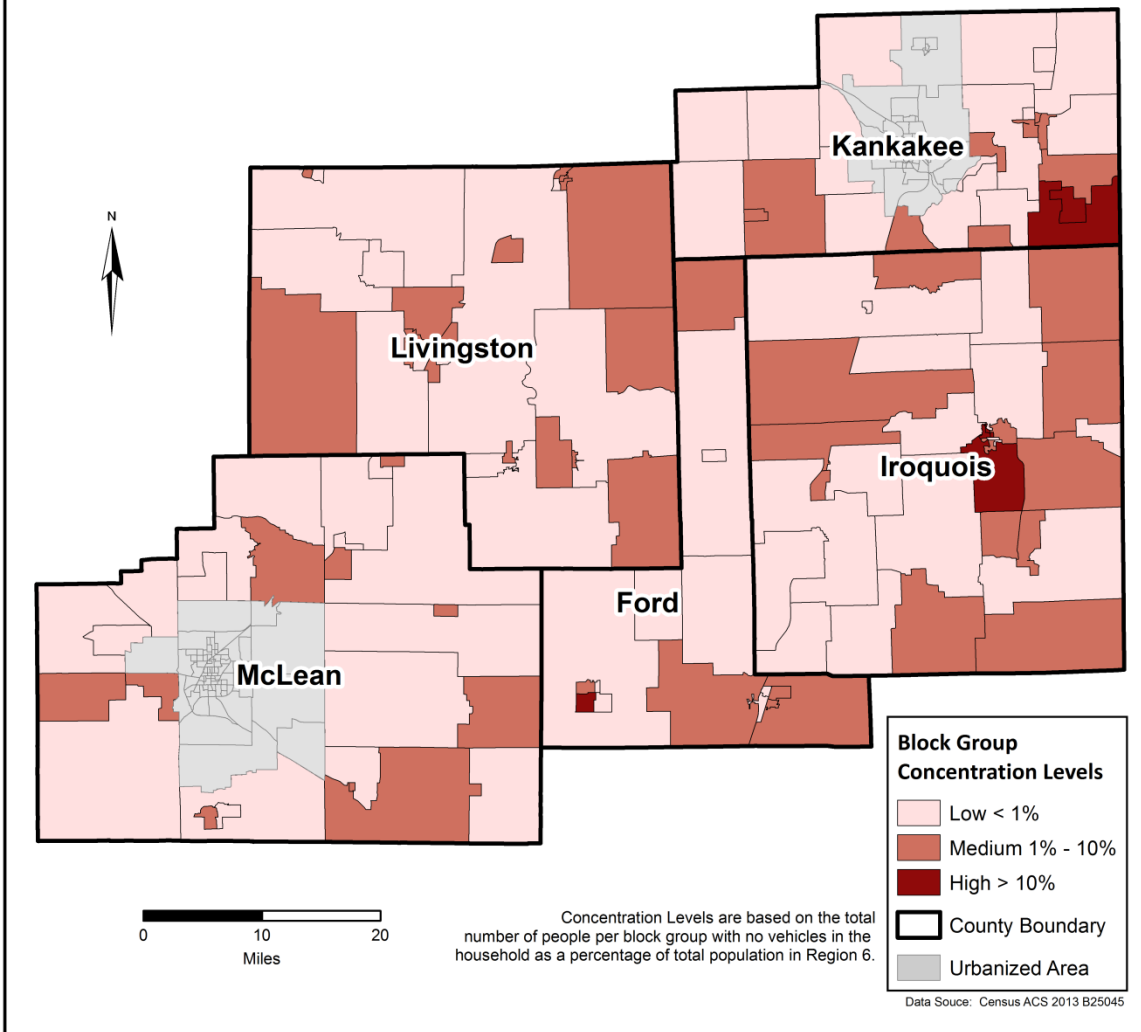 Kankakee
N
Livingston
Iroquois
Ford
McLean
Block Group
Concentration Levels
Low < 1%
Medium 1% - 10%
High > 10%
County Boundary
Urbanized Area
0 10 20
Miles
Concentration Levels are based on the total
number of people per block group with no vehicles in the
household as a percentage of total population in Region 6.
Data Souce: Census ACS 2013 B25045